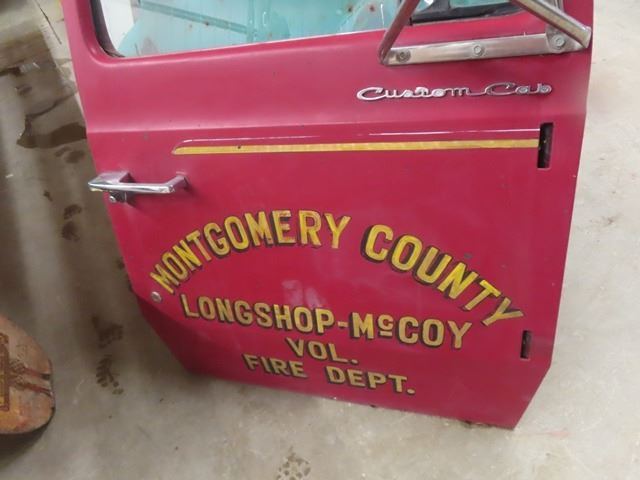 Custom Cab
MONTGOMERY COUNTY
LONGSHOP-McCOY
VOL.
FIRE DEPT.